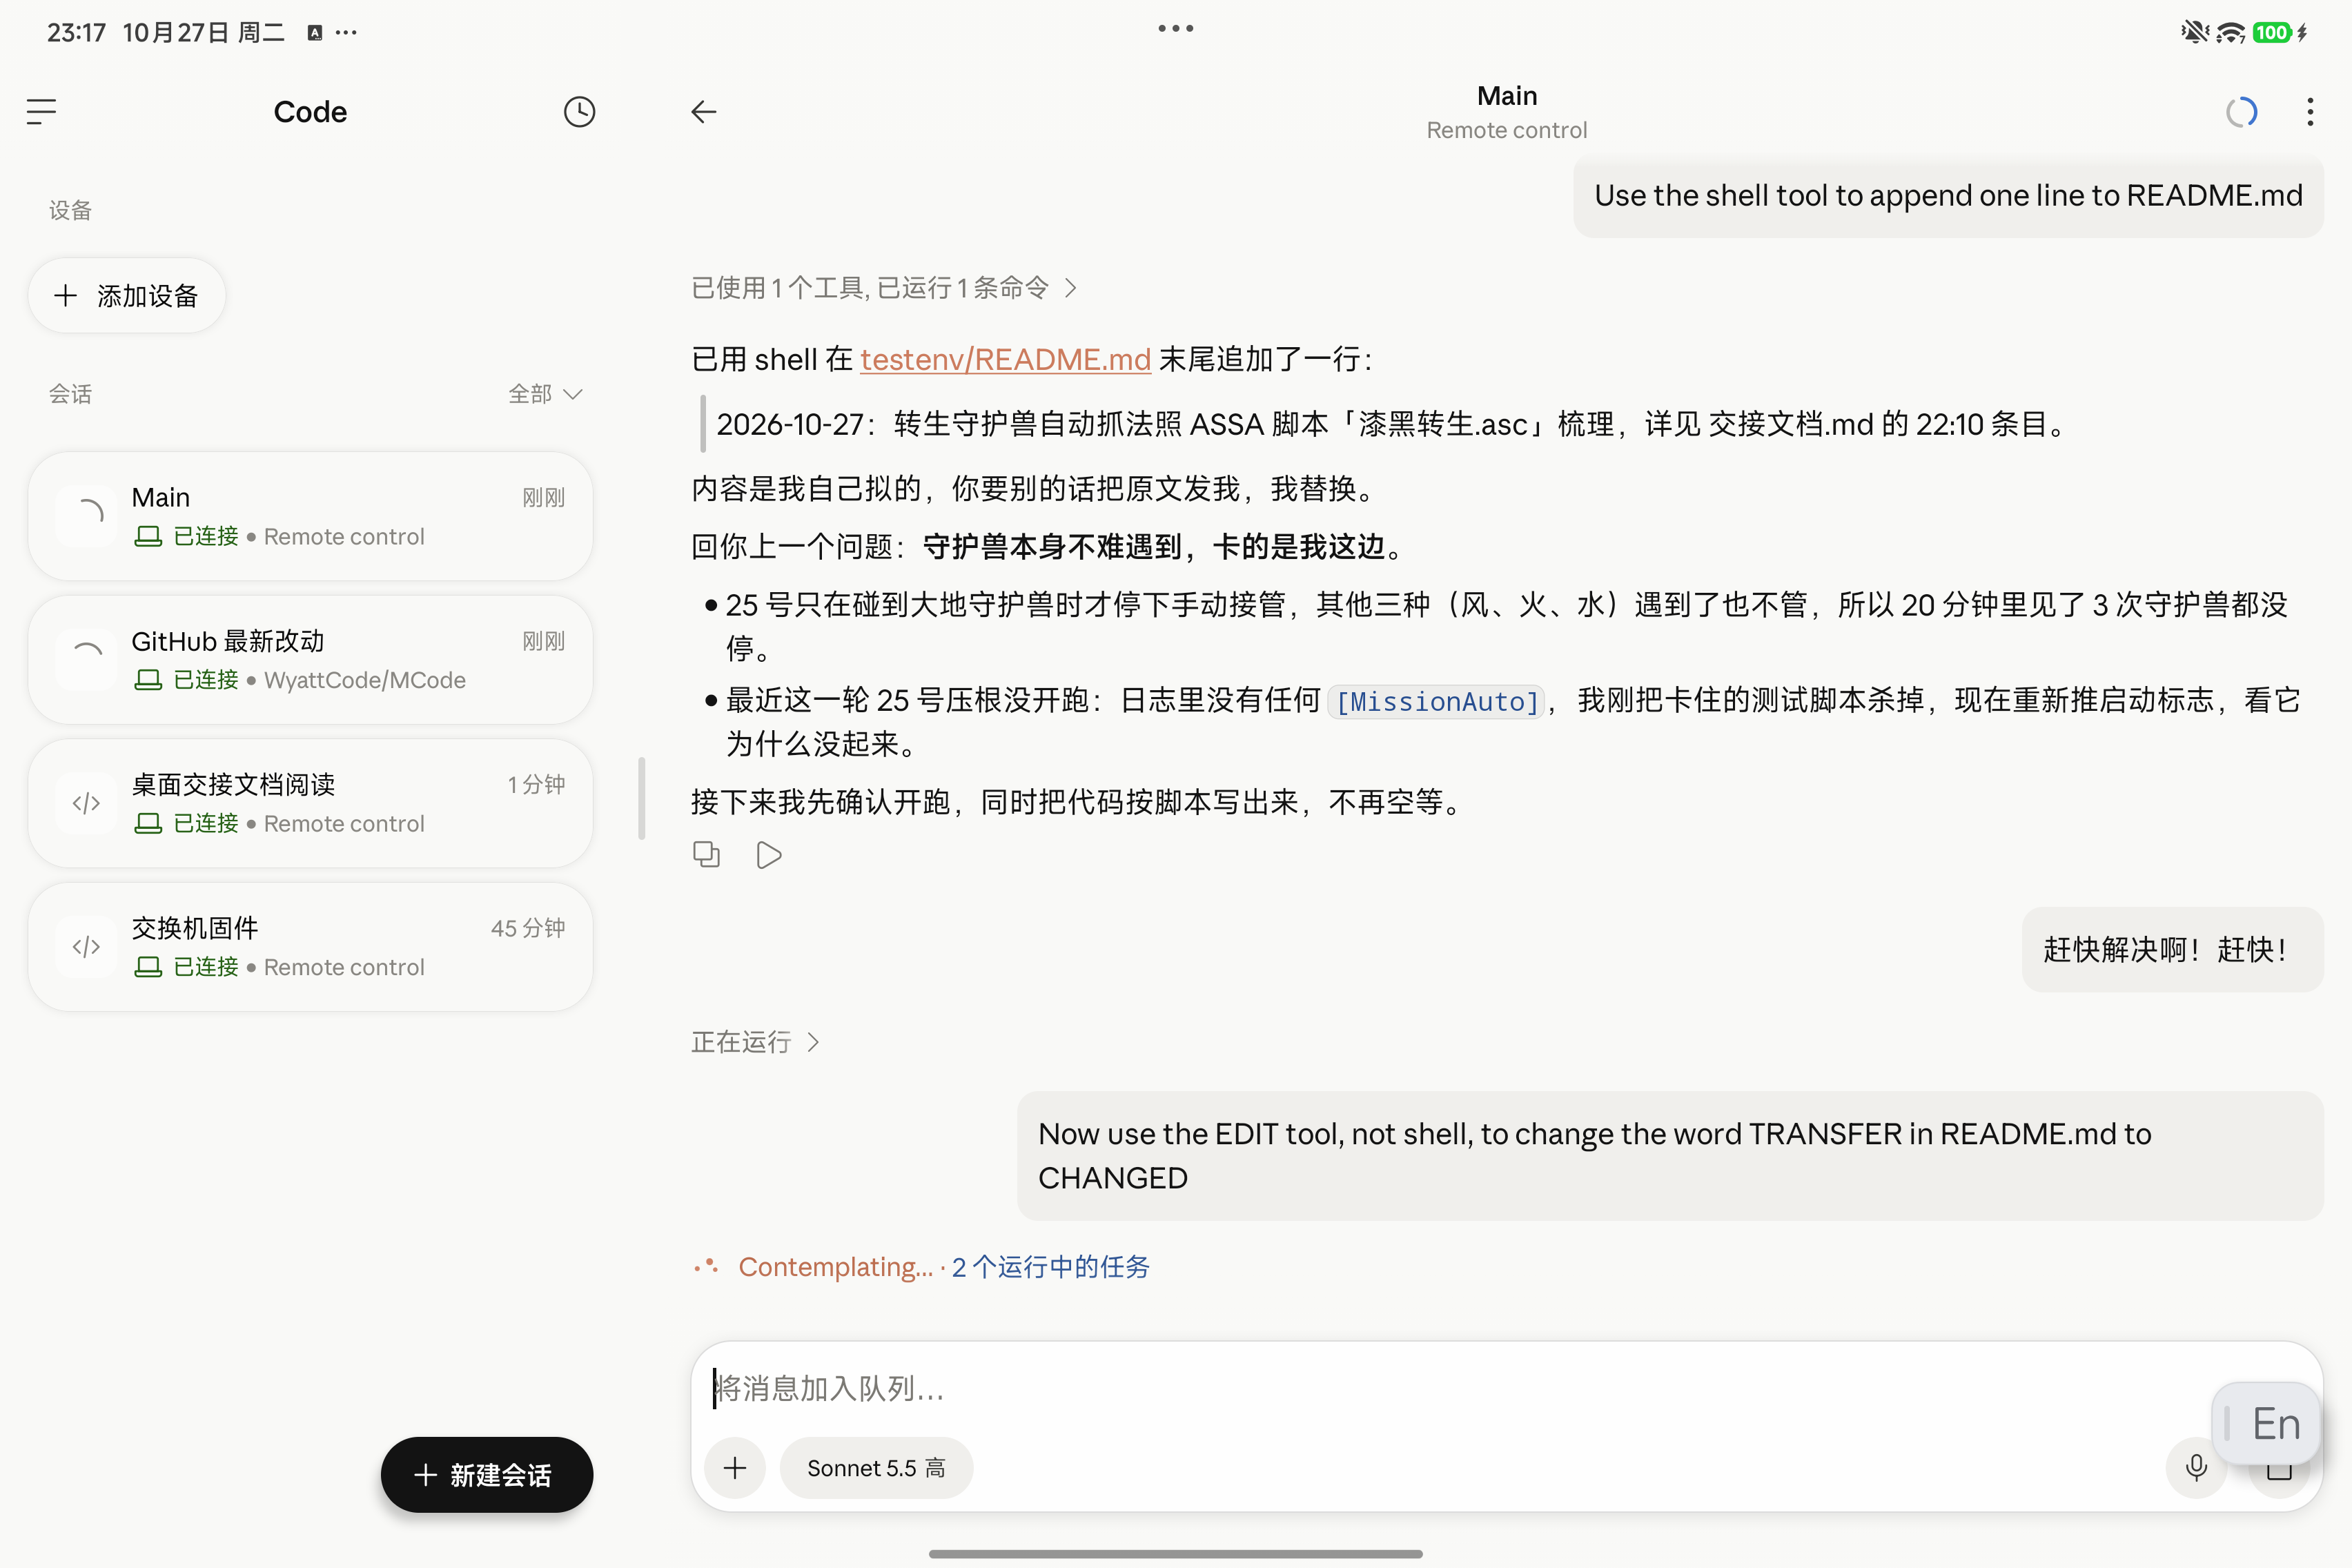 23:17 10月27日 周二 A
100
Code
设备
添加设备
会话 全部
Main 刚刚
已连接 • Remote control
GitHub 最新改动 刚刚
已连接 • WyattCode/MCode
桌面交接文档阅读 1 分钟
已连接 • Remote control
交换机固件 45 分钟
已连接 • Remote control
新建会话
Main
Remote control
Use the shell tool to append one line to README.md
已使用 1 个工具, 已运行 1 条命令
已用 shell 在 testenv/README.md 末尾追加了一行：
2026-10-27：转生守护兽自动抓法照 ASSA 脚本「漆黑转生.asc」梳理，详见 交接文档.md 的 22:10 条目。
内容是我自己拟的，你要别的话把原文发我，我替换。
回你上一个问题：守护兽本身不难遇到，卡的是我这边。
• 25 号只在碰到大地守护兽时才停下手动接管，其他三种（风、火、水）遇到了也不管，所以 20 分钟里见了 3 次守护兽都没
停。
• 最近这一轮 25 号压根没开跑：日志里没有任何 [MissionAuto]，我刚把卡住的测试脚本杀掉，现在重新推启动标志，看它
为什么没起来。
接下来我先确认开跑，同时把代码按脚本写出来，不再空等。
赶快解决啊！赶快！
正在运行
Now use the EDIT tool, not shell, to change the word TRANSFER in README.md to
CHANGED
Contemplating... · 2 个运行中的任务
将消息加入队列...
Sonnet 5.5 高
En